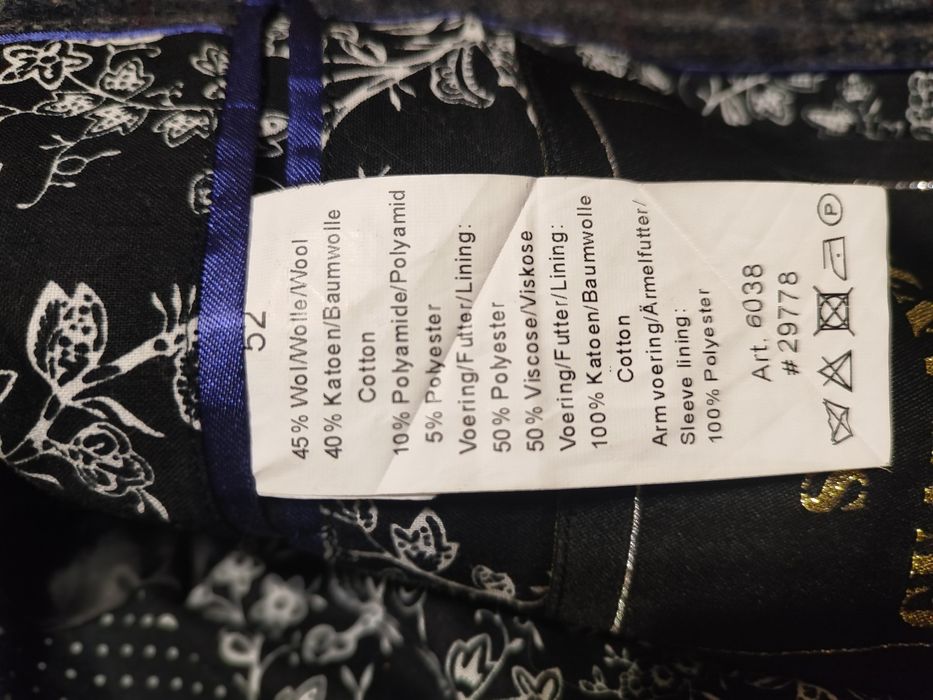 52
45% Wol/Wolle/Wool
40% Katoen/Baumwolle
Cotton
10% Polyamide/Polyamid
5% Polyester
Voering/Futter/Lining:
50% Polyester
50% Viscose/Viskose
Voering/Futter/Lining:
100% Katoen/Baumwolle
Cotton
Armvoering/Ärmelfutter/
Sleeve lining:
100% Polyester
Art. 6038
#29778
P